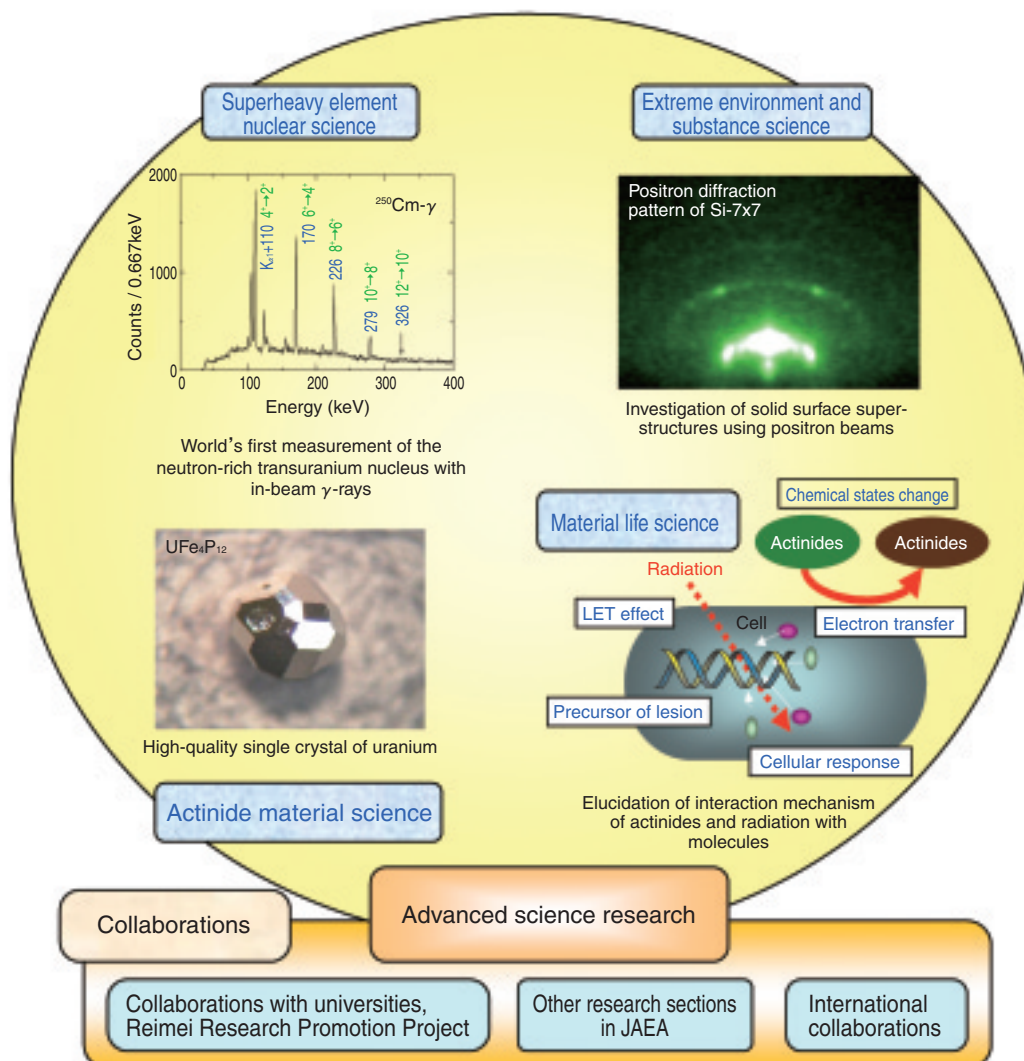 Superheavy element
nuclear science
Extreme environment and
substance science
2000
1000
0
Counts / 0.667keV
²⁵⁰Cm-γ
Kα1+110 4⁺→2⁺
170 6⁺→4⁺
226 8⁺→6⁺
279 10⁺→8⁺
326 12⁺→10⁺
0 100 200 300 400
Energy (keV)
World's first measurement of the
neutron-rich transuranium nucleus with
in-beam γ-rays
Positron diffraction
pattern of Si-7x7
Investigation of solid surface super-
structures using positron beams
UFe₄P₁₂
High-quality single crystal of uranium
Actinide material science
Material life science
Chemical states change
Actinides
Actinides
Radiation
LET effect
Cell
Electron transfer
Precursor of lesion
Cellular response
Elucidation of interaction mechanism
of actinides and radiation with
molecules
Advanced science research
Collaborations
Collaborations with universities,
Reimei Research Promotion Project
Other research sections
in JAEA
International
collaborations